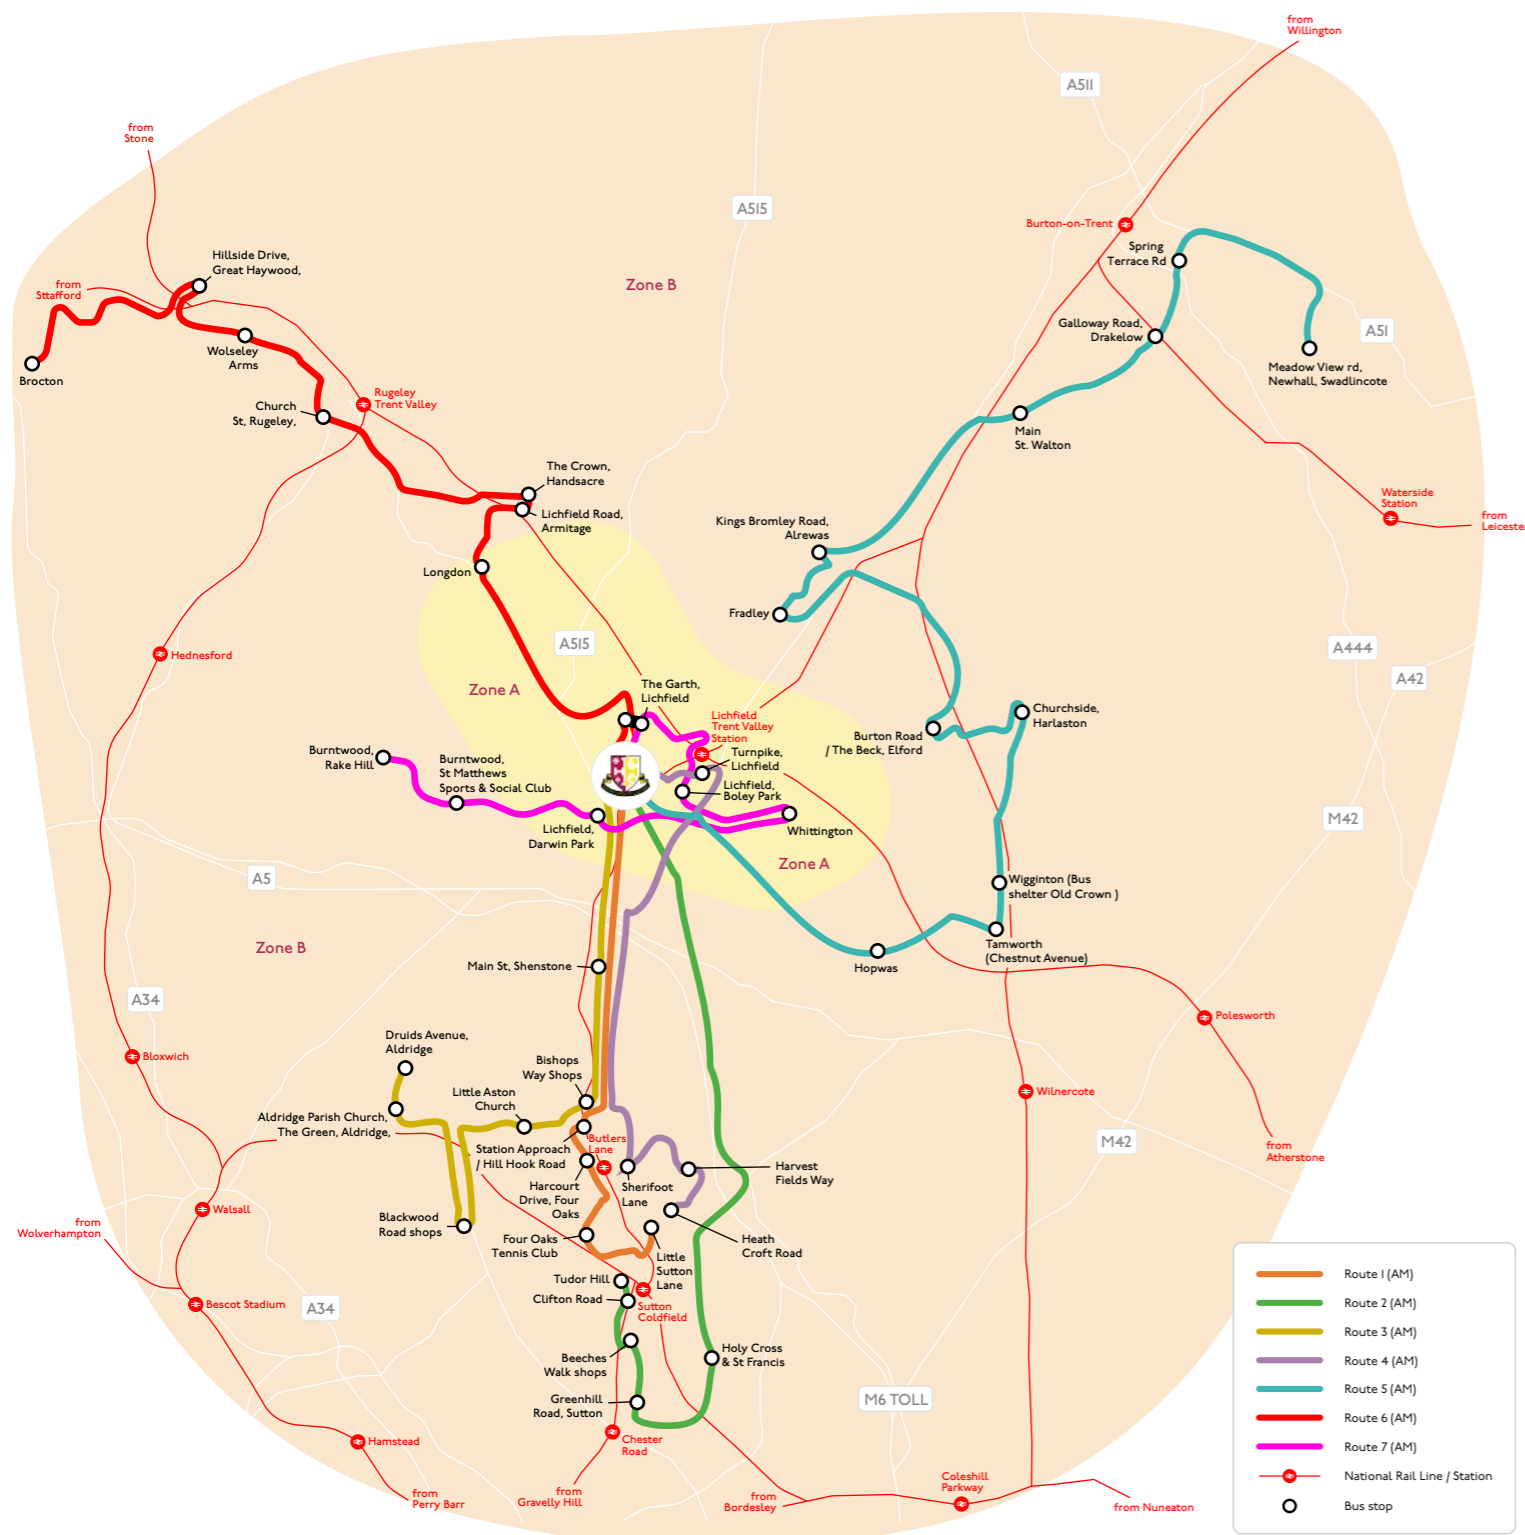 from
Willington
A511
from
Stone
A515
Burton-on-Trent
Spring
Terrace Rd
Hillside Drive,
Great Haywood,
from
Sttafford
Zone B
Galloway Road,
Drakelow
A51
Wolseley
Arms
Brocton
Meadow View rd,
Newhall, Swadlincote
Rugeley
Trent Valley
Church
St, Rugeley,
Main
St. Walton
The Crown,
Handsacre
Lichfield Road,
Armitage
Waterside
Station
from
Leicester
Kings Bromley Road,
Alrewas
Longdon
Fradley
A515
Hednesford
A444
A42
Zone A
The Garth,
Lichfield
Lichfield
Trent Valley
Station
Churchside,
Harlaston
Burton Road
/ The Beck, Elford
Burntwood,
Rake Hill
Burntwood,
St Matthews
Sports & Social Club
Turnpike,
Lichfield
Lichfield,
Boley Park
Whittington
M42
Lichfield,
Darwin Park
Zone A
A5
Wigginton (Bus
shelter Old Crown )
Zone B
Tamworth
(Chestnut Avenue)
Main St, Shenstone
Hopwas
A34
Polesworth
Druids Avenue,
Aldridge
Bloxwich
Bishops
Way Shops
Wilnercote
Little Aston
Church
Aldridge Parish Church,
The Green, Aldridge,
Station Approach
/ Hill Hook Road
Butlers
Lane
M42
from
Atherstone
Harcourt
Drive, Four
Oaks
Sherifoot
Lane
Harvest
Fields Way
Walsall
from
Wolverhampton
Blackwood
Road shops
Four Oaks
Tennis Club
Heath
Croft Road
Little
Sutton
Lane
Tudor Hill
Clifton Road
Sutton
Coldfield
Bescot Stadium
A34
Beeches
Walk shops
Holy Cross
& St Francis
Greenhill
Road, Sutton
M6 TOLL
Hamstead
Chester
Road
from
Perry Barr
from
Gravelly Hill
from
Bordesley
Coleshill
Parkway
from Nuneaton
Route 1 (AM)
Route 2 (AM)
Route 3 (AM)
Route 4 (AM)
Route 5 (AM)
Route 6 (AM)
Route 7 (AM)
National Rail Line / Station
Bus stop